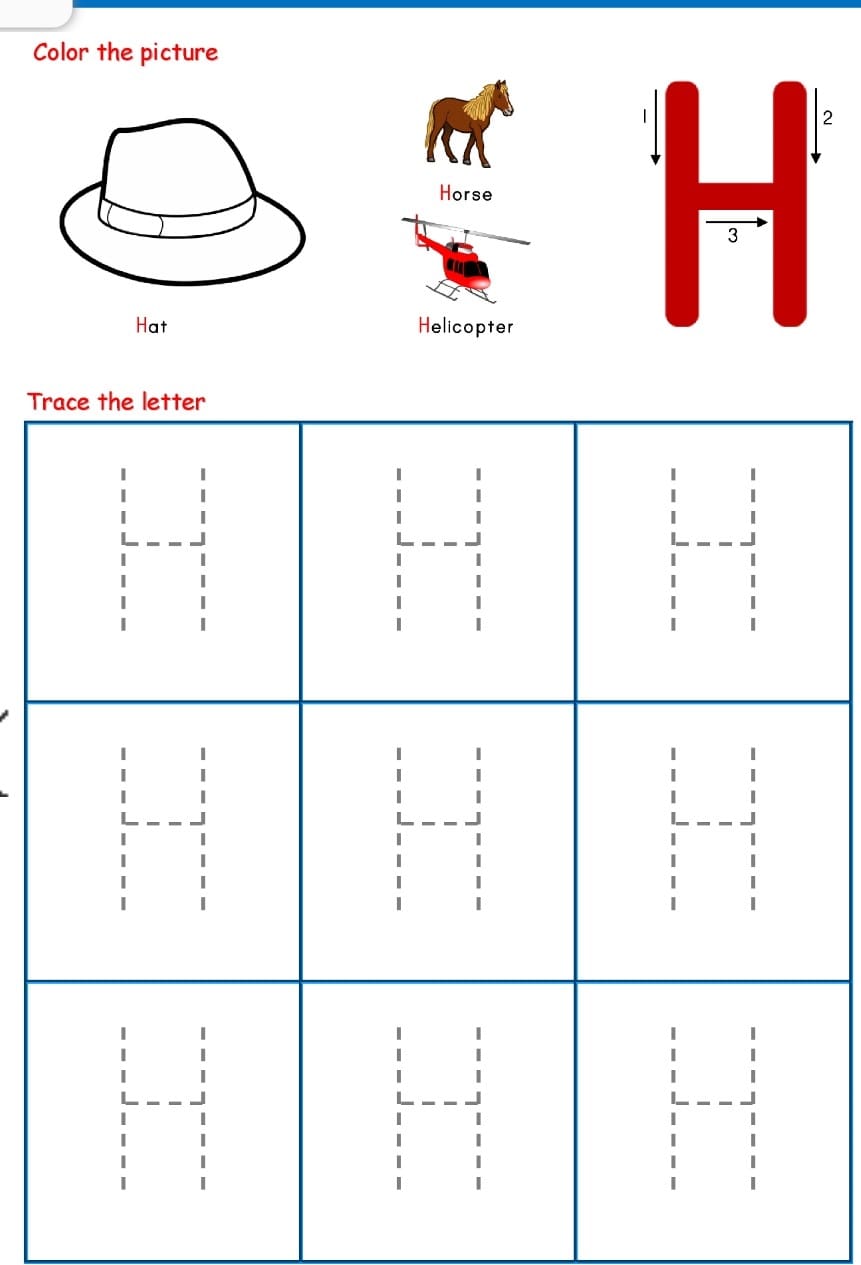 Color the picture
Horse
Hat
Helicopter
H
1
2
3
Trace the letter
H H H
H H H
H H H